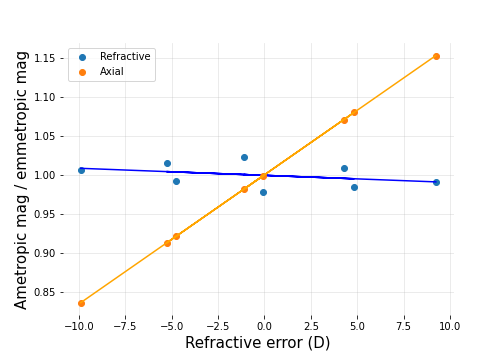 Refractive
Axial
Ametropic mag / emmetropic mag
1.15
1.10
1.05
1.00
0.95
0.90
0.85
−10.0 −7.5 −5.0 −2.5 0.0 2.5 5.0 7.5 10.0
Refractive error (D)